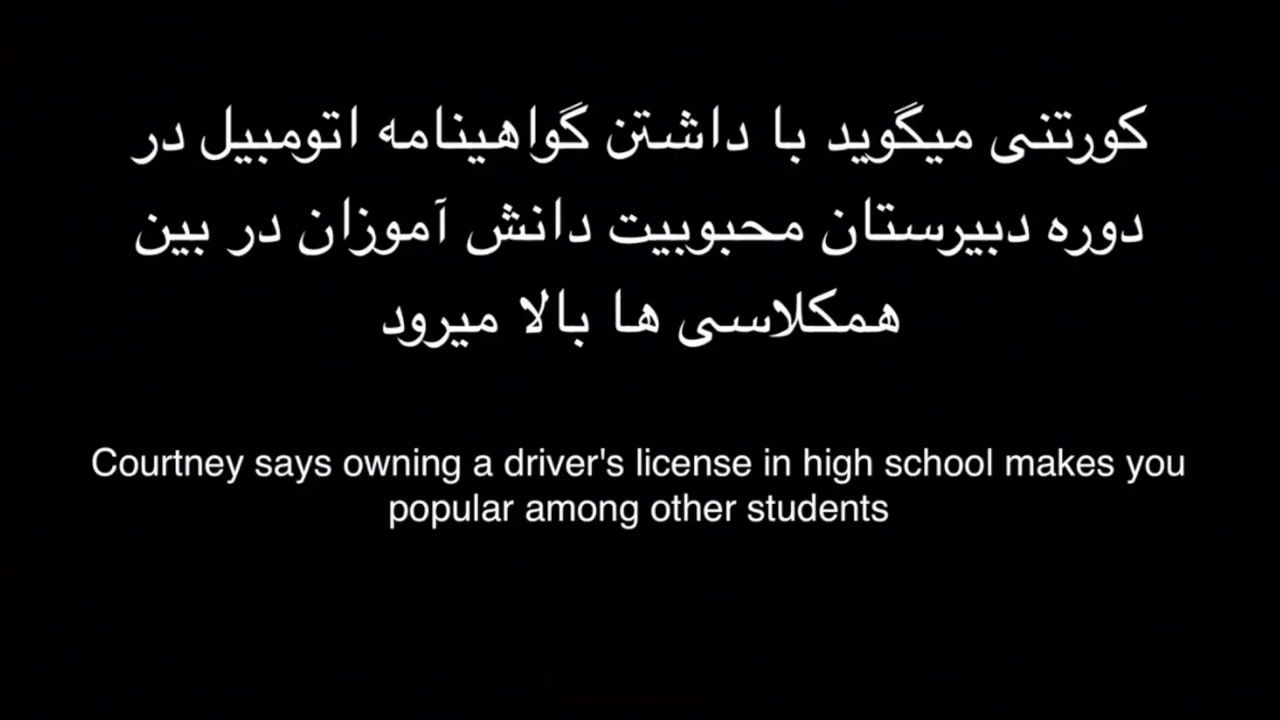 کورتنی میگوید با داشتن گواهینامه اتومبیل در
دوره دبیرستان محبوبیت دانش آموزان در بین
همکلاسی ها بالا میرود
Courtney says owning a driver's license in high school makes you
popular among other students